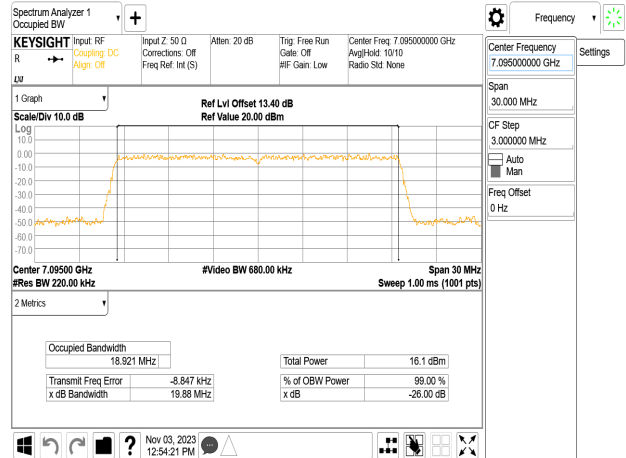 Spectrum Analyzer 1
Occupied BW
KEYSIGHT
R
Input: RF
Coupling: DC
Align: Off
Input Z: 50 Ω
Corrections: Off
Freq Ref: Int (S)
Atten: 20 dB
Trig: Free Run
Gate: Off
#IF Gain: Low
Center Freq: 7.095000000 GHz
Avg|Hold: 10/10
Radio Std: None
1 Graph
Scale/Div 10.0 dB
Ref Lvl Offset 13.40 dB
Ref Value 20.00 dBm
Log
10.0
0.00
-10.0
-20.0
-30.0
-40.0
-50.0
-60.0
-70.0
Center 7.09500 GHz
#Video BW 680.00 kHz
Span 30 MHz
#Res BW 220.00 kHz
Sweep 1.00 ms (1001 pts)
2 Metrics
Occupied Bandwidth
18.921 MHz
Total Power 16.1 dBm
Transmit Freq Error -8.847 kHz
% of OBW Power 99.00 %
x dB Bandwidth 19.88 MHz
x dB -26.00 dB
Nov 03, 2023
12:54:21 PM
Frequency
Settings
Center Frequency
7.095000000 GHz
Span
30.000 MHz
CF Step
3.000000 MHz
Auto
Man
Freq Offset
0 Hz